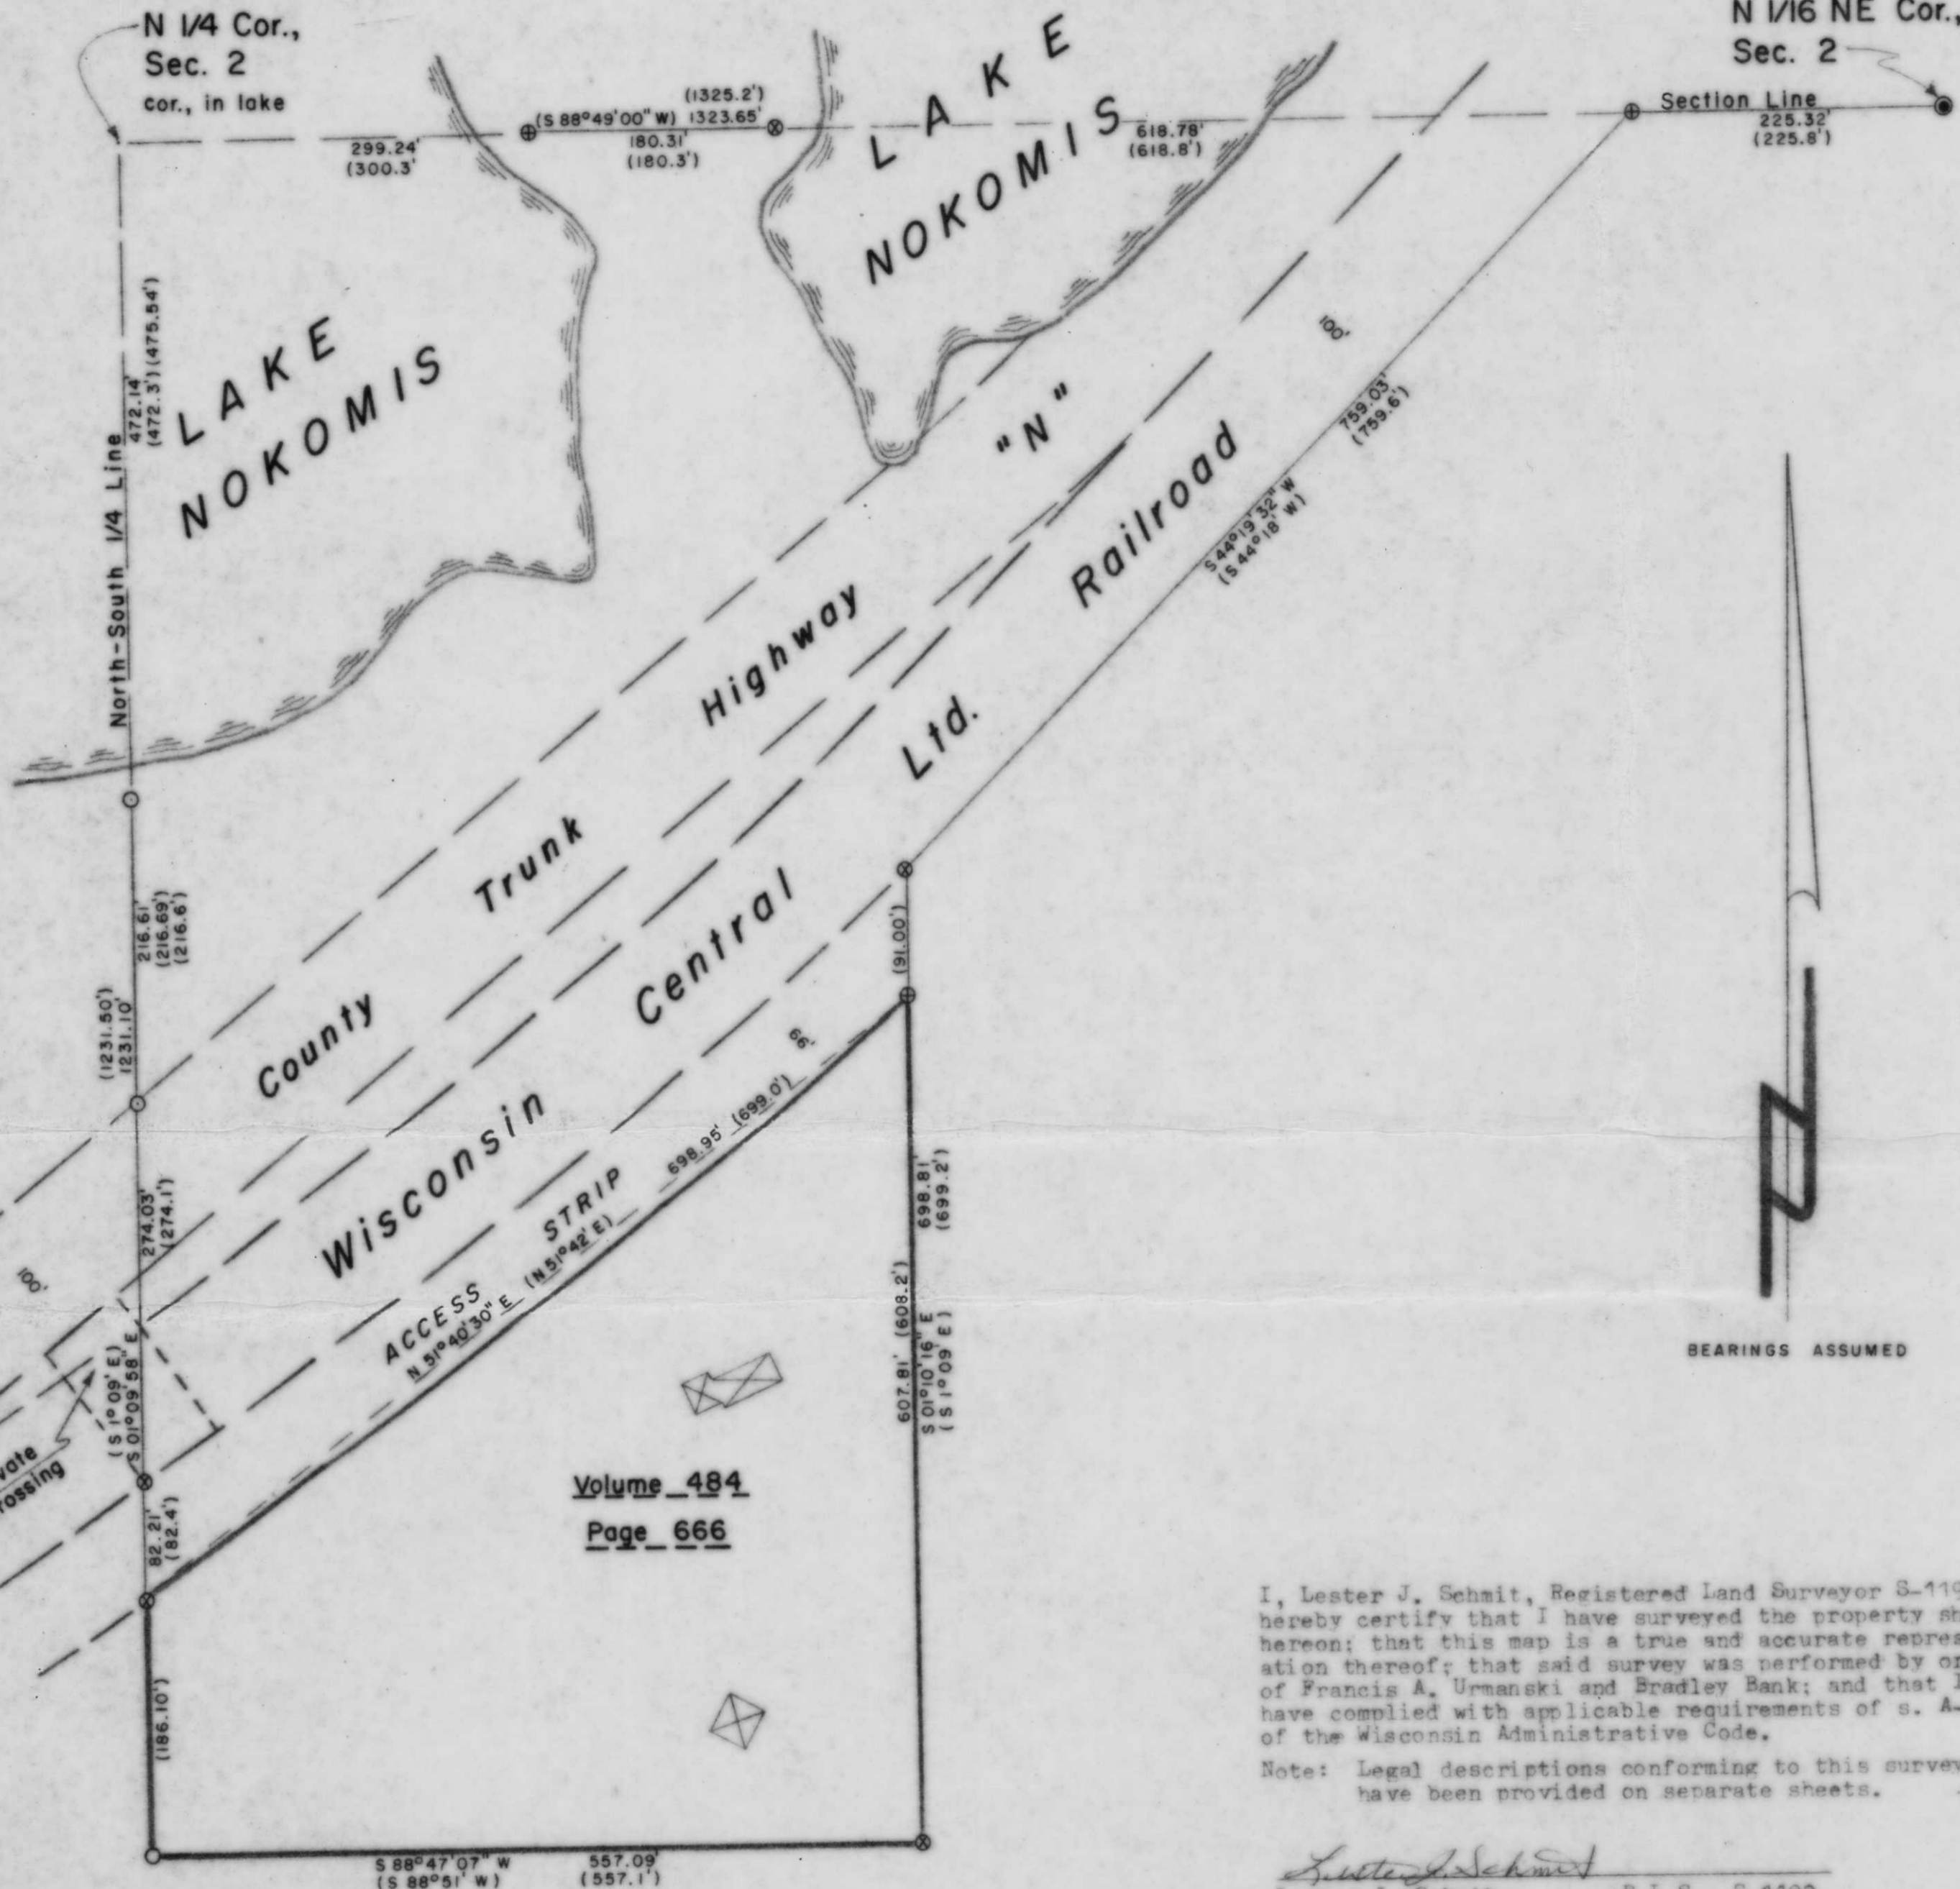 N 1/4 Cor.,
Sec. 2
cor., in lake
N 1/16 NE Cor.,
Sec. 2
(1325.2')
(S 88°49'00" W) 1323.65'
299.24'
(300.3'
180.31'
(180.3')
618.78'
(618.8')
Section Line
225.32'
(225.8')
LAKE
NOKOMIS
LAKE
NOKOMIS
North-South 1/4 Line
472.14'
(472.3') (475.54')
100'
759.03'
(759.6')
S 44°19'32" W
(S 44°18' W)
County Trunk Highway "N"
Wisconsin Central Ltd. Railroad
216.61'
(216.69')
(216.6')
(1231.50')
1231.10'
(91.00')
66'
274.03'
(274.1')
100'
ACCESS STRIP
N 51°40'30" E (N 51°42' E)
698.95' (699.0')
698.81'
(699.2')
607.81' (608.2')
S 01°10'16" E
(S 1°09' E)
(S 1°09' E)
S 01°09'58" E
vate
rossing
82.21'
(82.4')
(186.10')
Volume 484
Page 666
S 88°47'07" W 557.09'
(S 88°51' W) (557.1')
BEARINGS ASSUMED
I, Lester J. Schmit, Registered Land Surveyor S-119
hereby certify that I have surveyed the property sh
hereon; that this map is a true and accurate repres
ation thereof; that said survey was performed by or
of Francis A. Urmanski and Bradley Bank; and that I
have complied with applicable requirements of s. A-
of the Wisconsin Administrative Code.
Note: Legal descriptions conforming to this survey
have been provided on separate sheets.
Lester J. Schmit